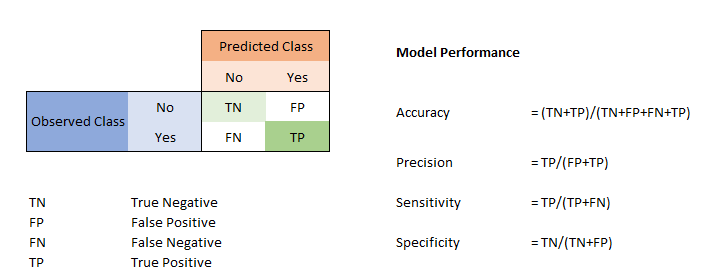 Predicted Class
No Yes
Observed Class No TN FP
Yes FN TP
TN True Negative
FP False Positive
FN False Negative
TP True Positive
Model Performance
Accuracy = (TN+TP)/(TN+FP+FN+TP)
Precision = TP/(FP+TP)
Sensitivity = TP/(TP+FN)
Specificity = TN/(TN+FP)